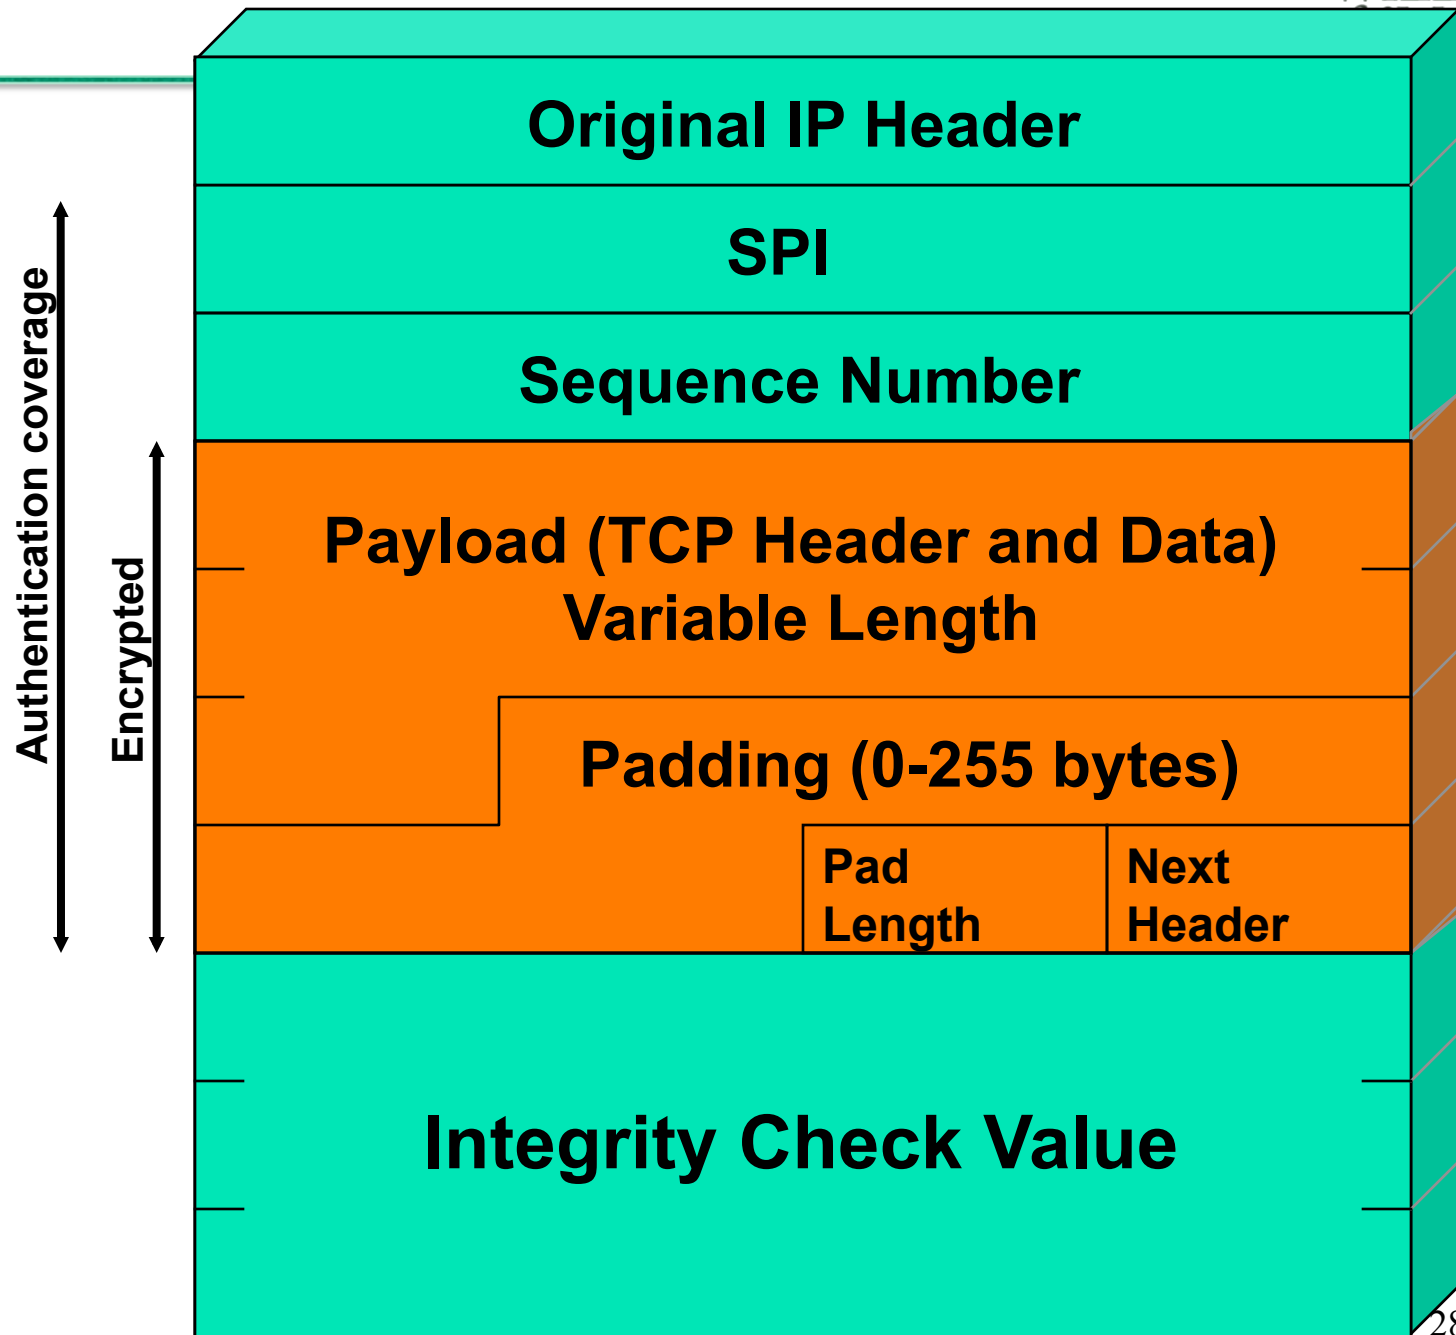 Original IP Header
SPI
Sequence Number
Authentication coverage
Encrypted
Payload (TCP Header and Data)
Variable Length
Padding (0-255 bytes)
Pad
Length
Next
Header
Integrity Check Value
28